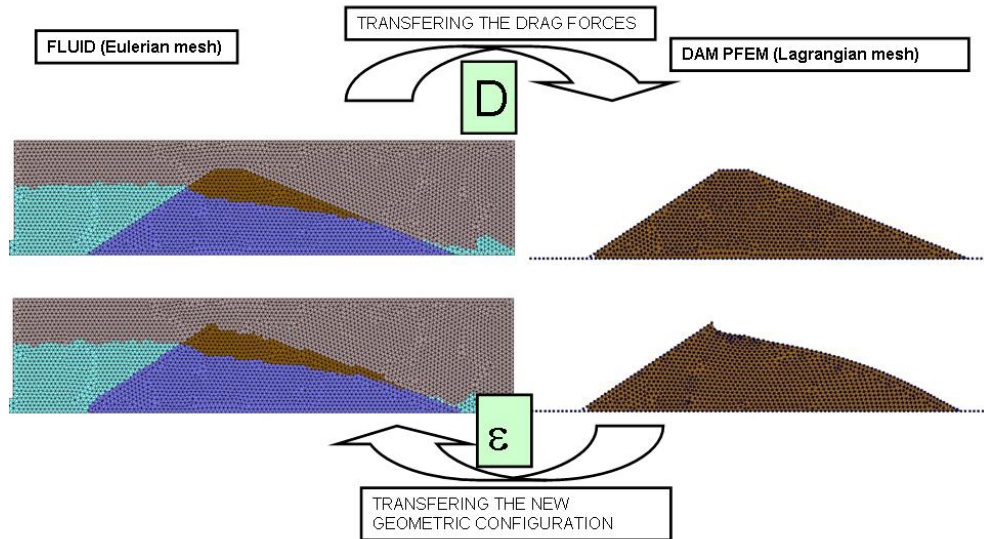 TRANSFERING THE DRAG FORCES
FLUID (Eulerian mesh)
DAM PFEM (Lagrangian mesh)
D
ε
TRANSFERING THE NEW
GEOMETRIC CONFIGURATION